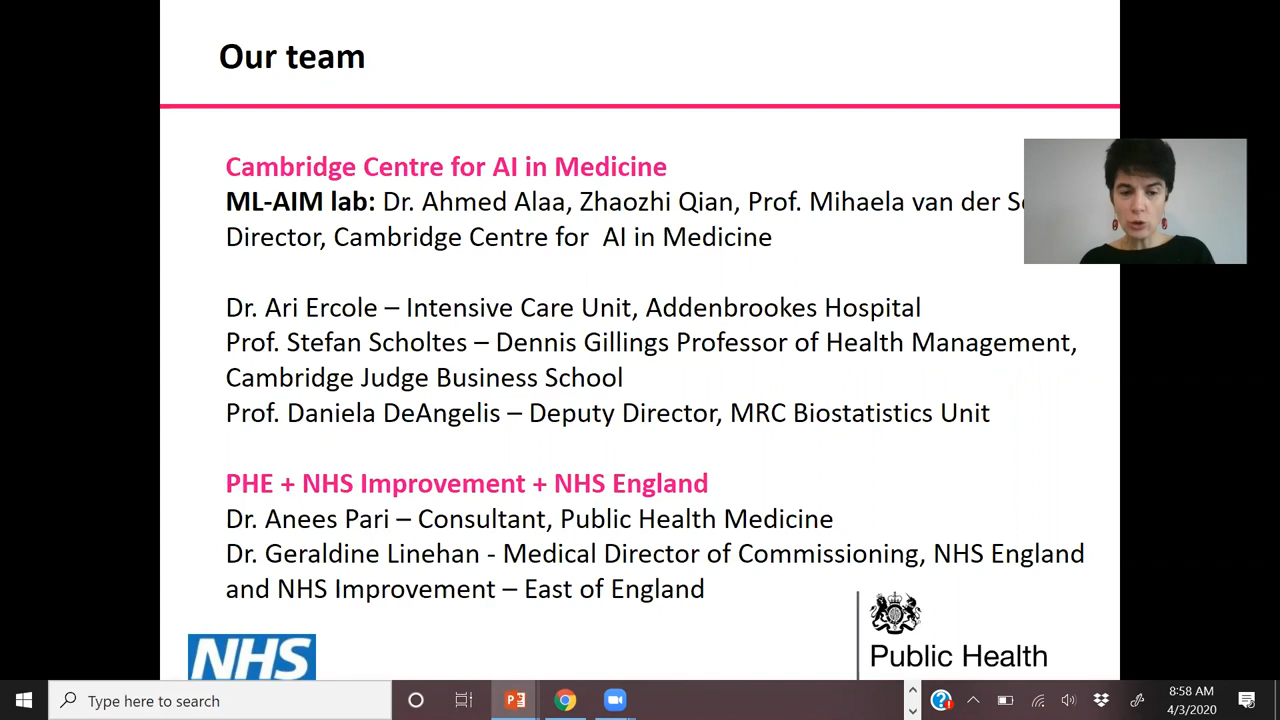 Our team
Cambridge Centre for AI in Medicine
ML-AIM lab: Dr. Ahmed Alaa, Zhaozhi Qian, Prof. Mihaela van der
Director, Cambridge Centre for  AI in Medicine
Dr. Ari Ercole – Intensive Care Unit, Addenbrookes Hospital
Prof. Stefan Scholtes – Dennis Gillings Professor of Health Management,
Cambridge Judge Business School
Prof. Daniela DeAngelis – Deputy Director, MRC Biostatistics Unit
PHE + NHS Improvement + NHS England
Dr. Anees Pari – Consultant, Public Health Medicine
Dr. Geraldine Linehan - Medical Director of Commissioning, NHS England
and NHS Improvement – East of England
NHS
Public Health
Type here to search
8:58 AM
4/3/2020